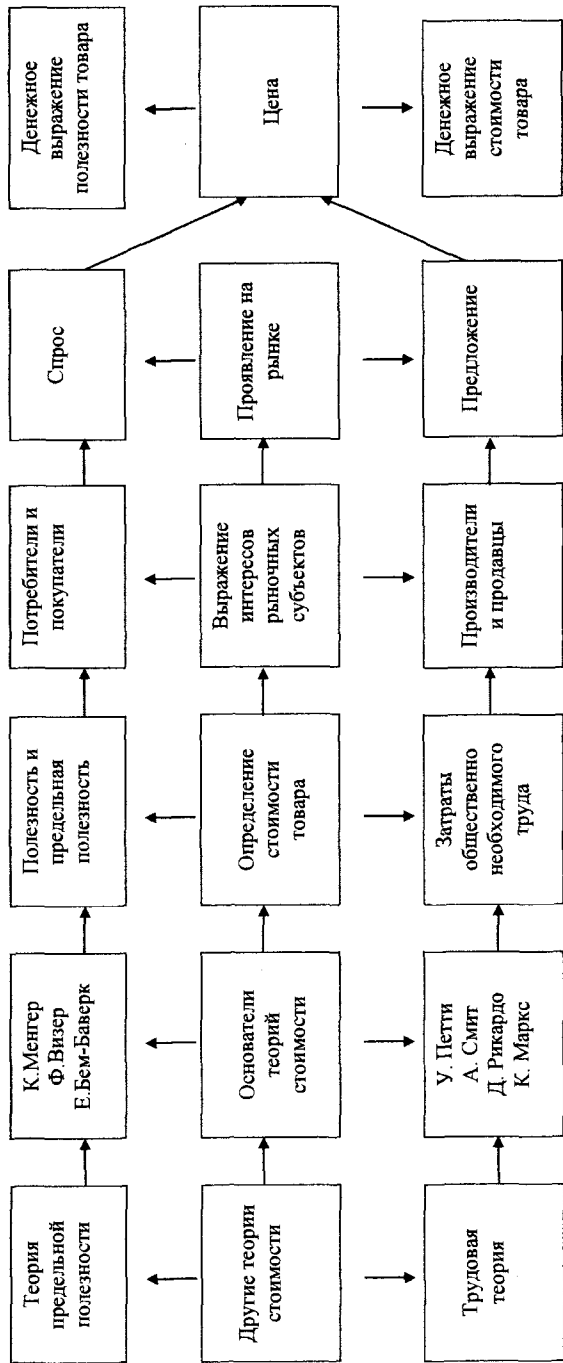 Теория
предельной
полезности
К.Менгер
Ф.Визер
Е.Бем-Баверк
Полезность и
предельная
полезность
Потребители и
покупатели
Спрос
Денежное
выражение
полезности товара
Другие теории
стоимости
Основатели
теорий
стоимости
Определение
стоимости
товара
Выражение
интересов
рыночных
субъектов
Проявление на
рынке
Цена
Трудовая
теория
У. Петти
А. Смит
Д. Рикардо
К. Маркс
Затраты
общественно
необходимого
труда
Производители
и продавцы
Предложение
Денежное
выражение
стоимости
товара